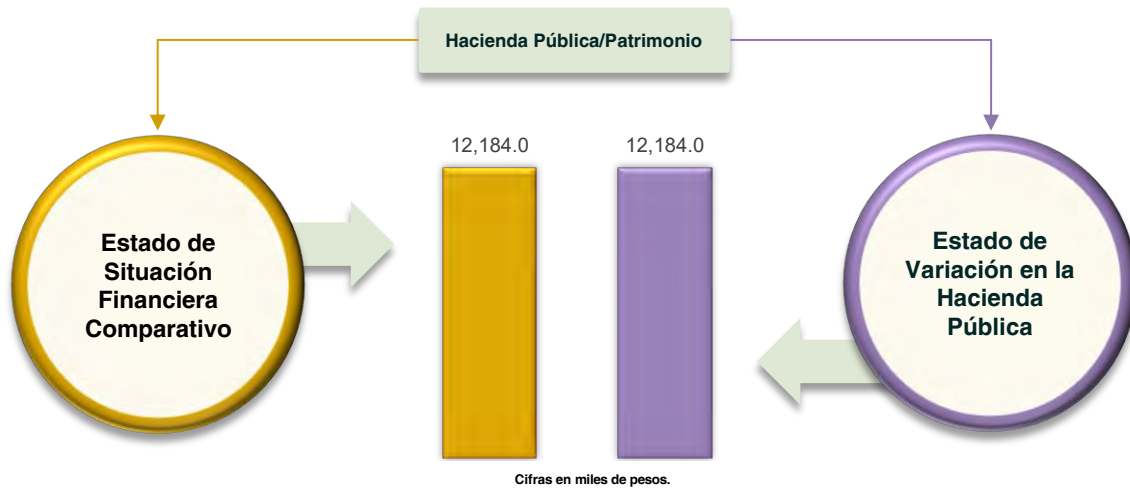 Hacienda Pública/Patrimonio
12,184.0
12,184.0
Estado de
Situación
Financiera
Comparativo
Estado de
Variación en la
Hacienda
Pública
Cifras en miles de pesos.